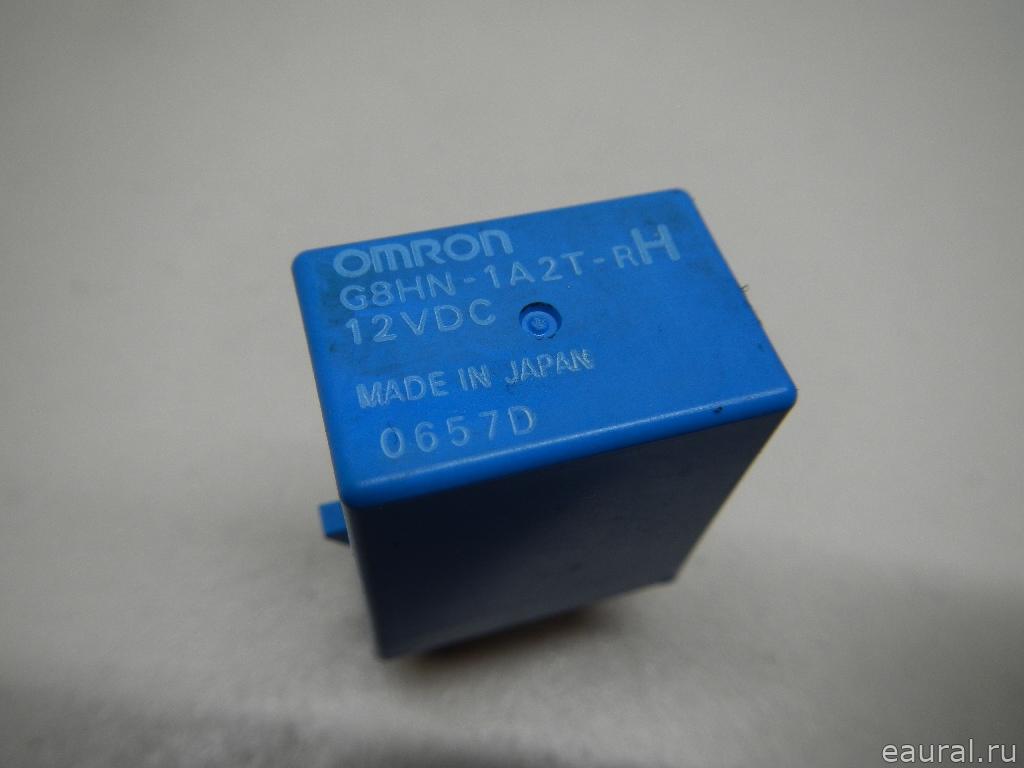 OMRON
G8HN-1A2T-RH
12VDC
MADE IN JAPAN
0657D
eaural.ru